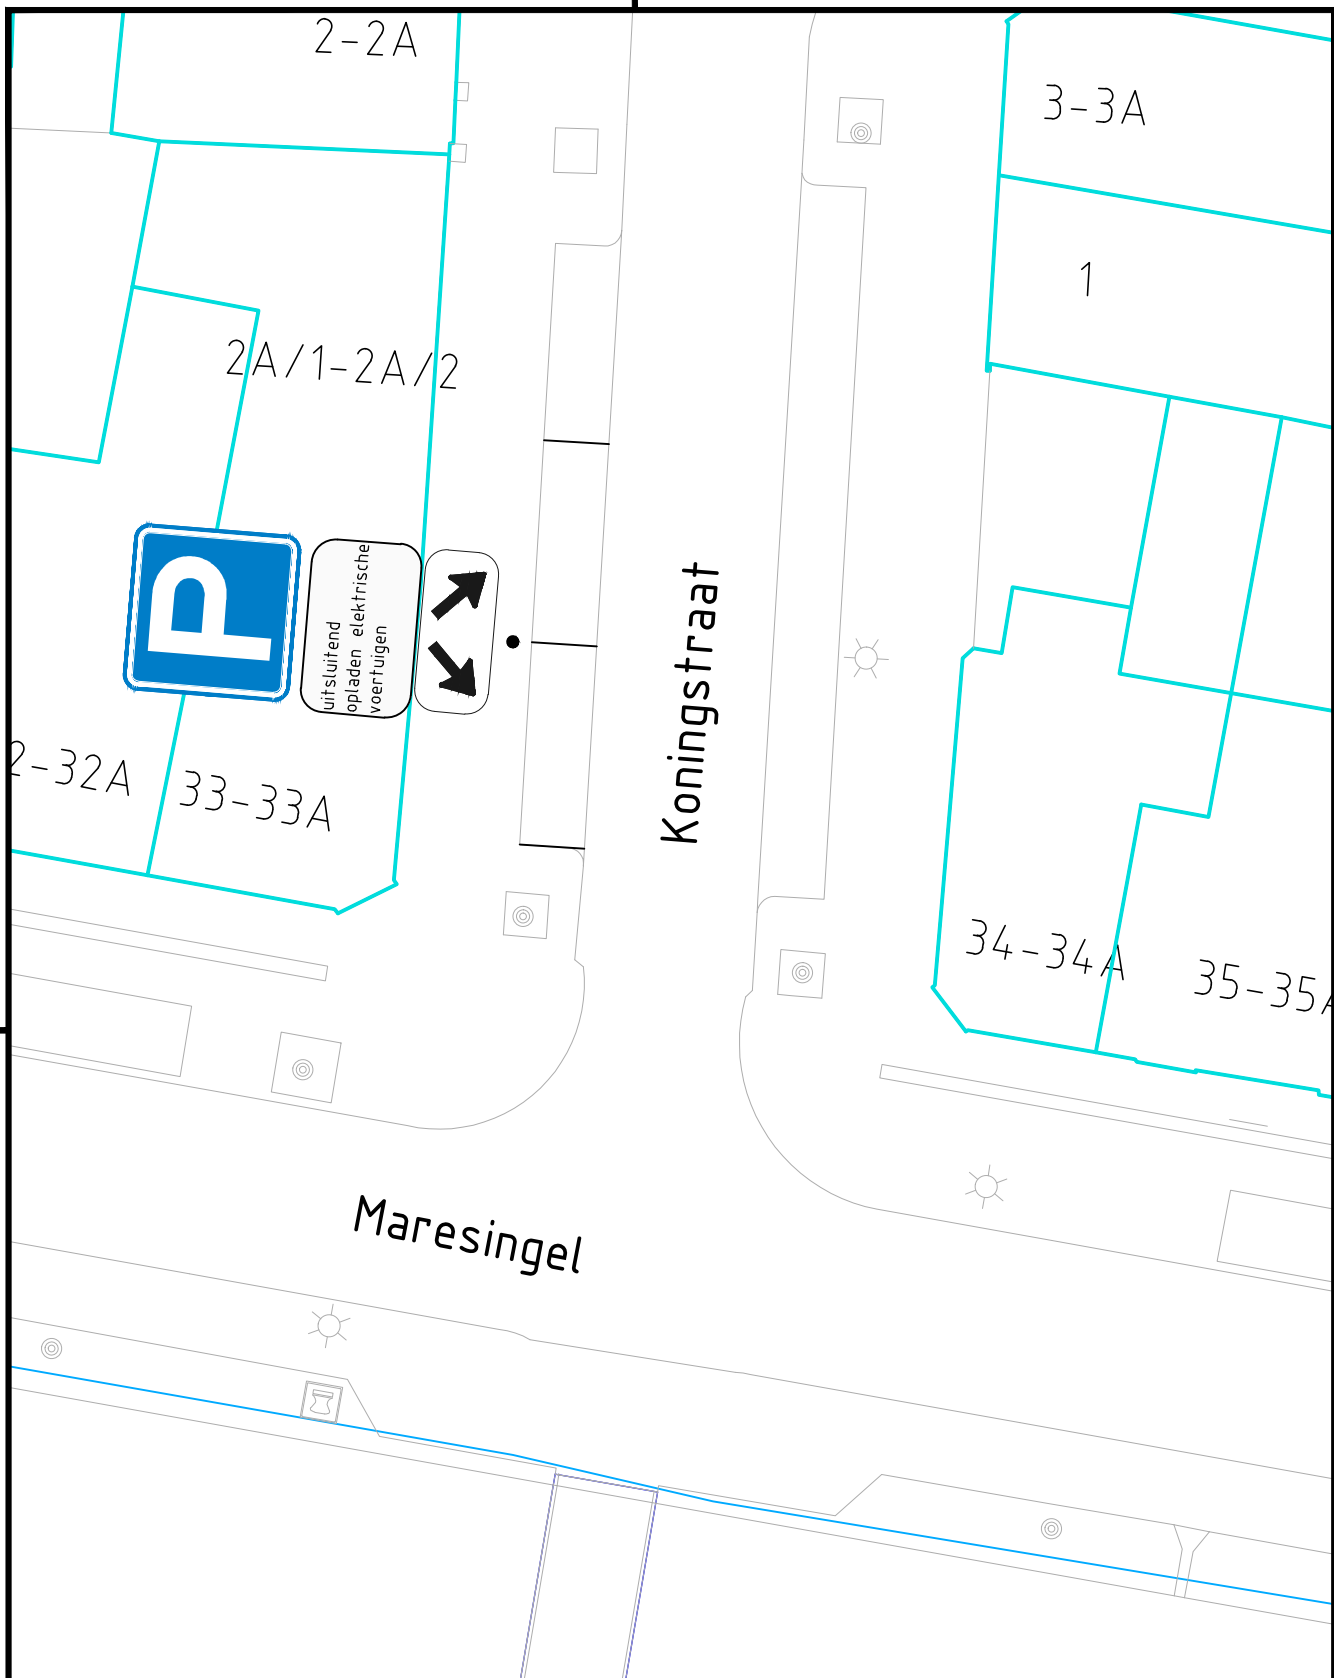 2-2A
3-3A
1
2A/1-2A/2
P
uitsluitend
opladen elektrische
voertuigen
Koningstraat
2-32A
33-33A
34-34A
35-35A
Maresingel